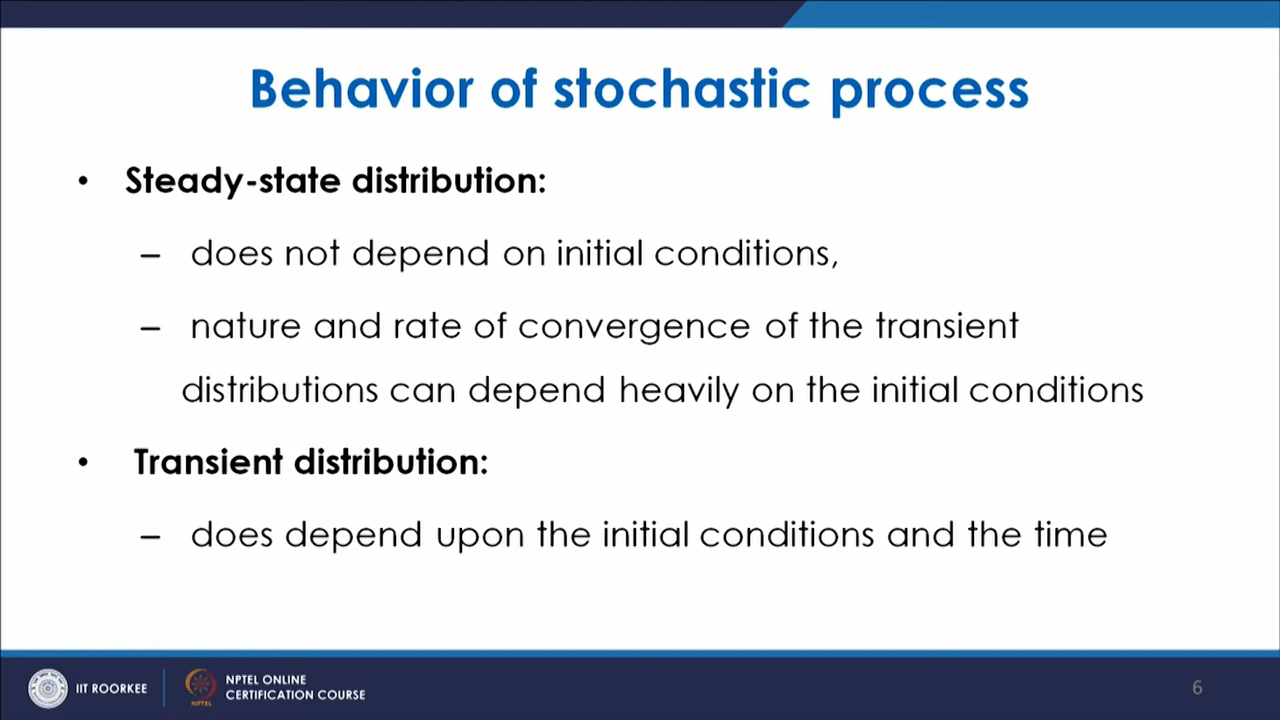 Behavior of stochastic process
• Steady-state distribution:
– does not depend on initial conditions,
– nature and rate of convergence of the transient
distributions can depend heavily on the initial conditions
• Transient distribution:
– does depend upon the initial conditions and the time
IIT ROORKEE
NPTEL
NPTEL ONLINE
CERTIFICATION COURSE
6